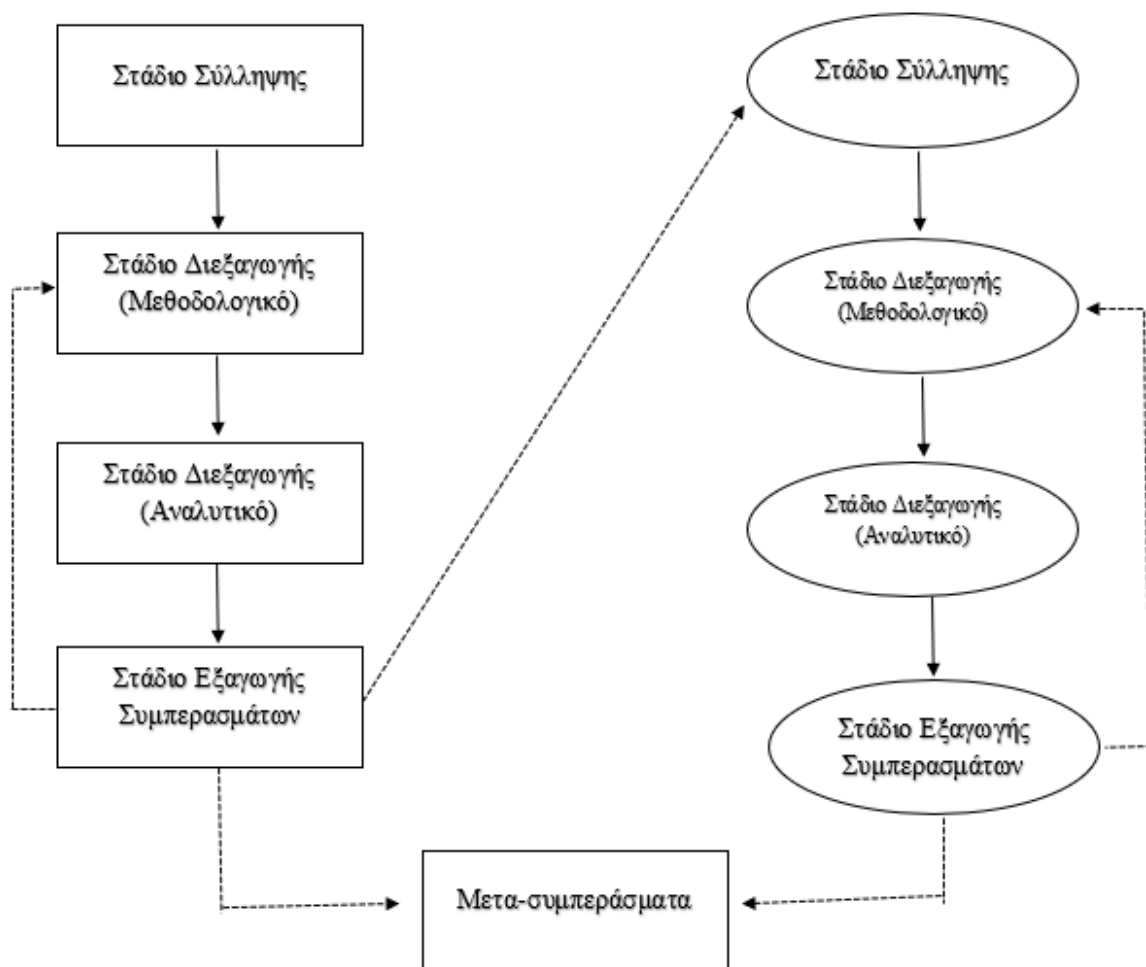 Στάδιο Σύλληψης
Στάδιο Διεξαγωγής
(Μεθοδολογικό)
Στάδιο Διεξαγωγής
(Αναλυτικό)
Στάδιο Εξαγωγής
Συμπερασμάτων
Στάδιο Σύλληψης
Στάδιο Διεξαγωγής
(Μεθοδολογικό)
Στάδιο Διεξαγωγής
(Αναλυτικό)
Στάδιο Εξαγωγής
Συμπερασμάτων
Μετα-συμπεράσματα